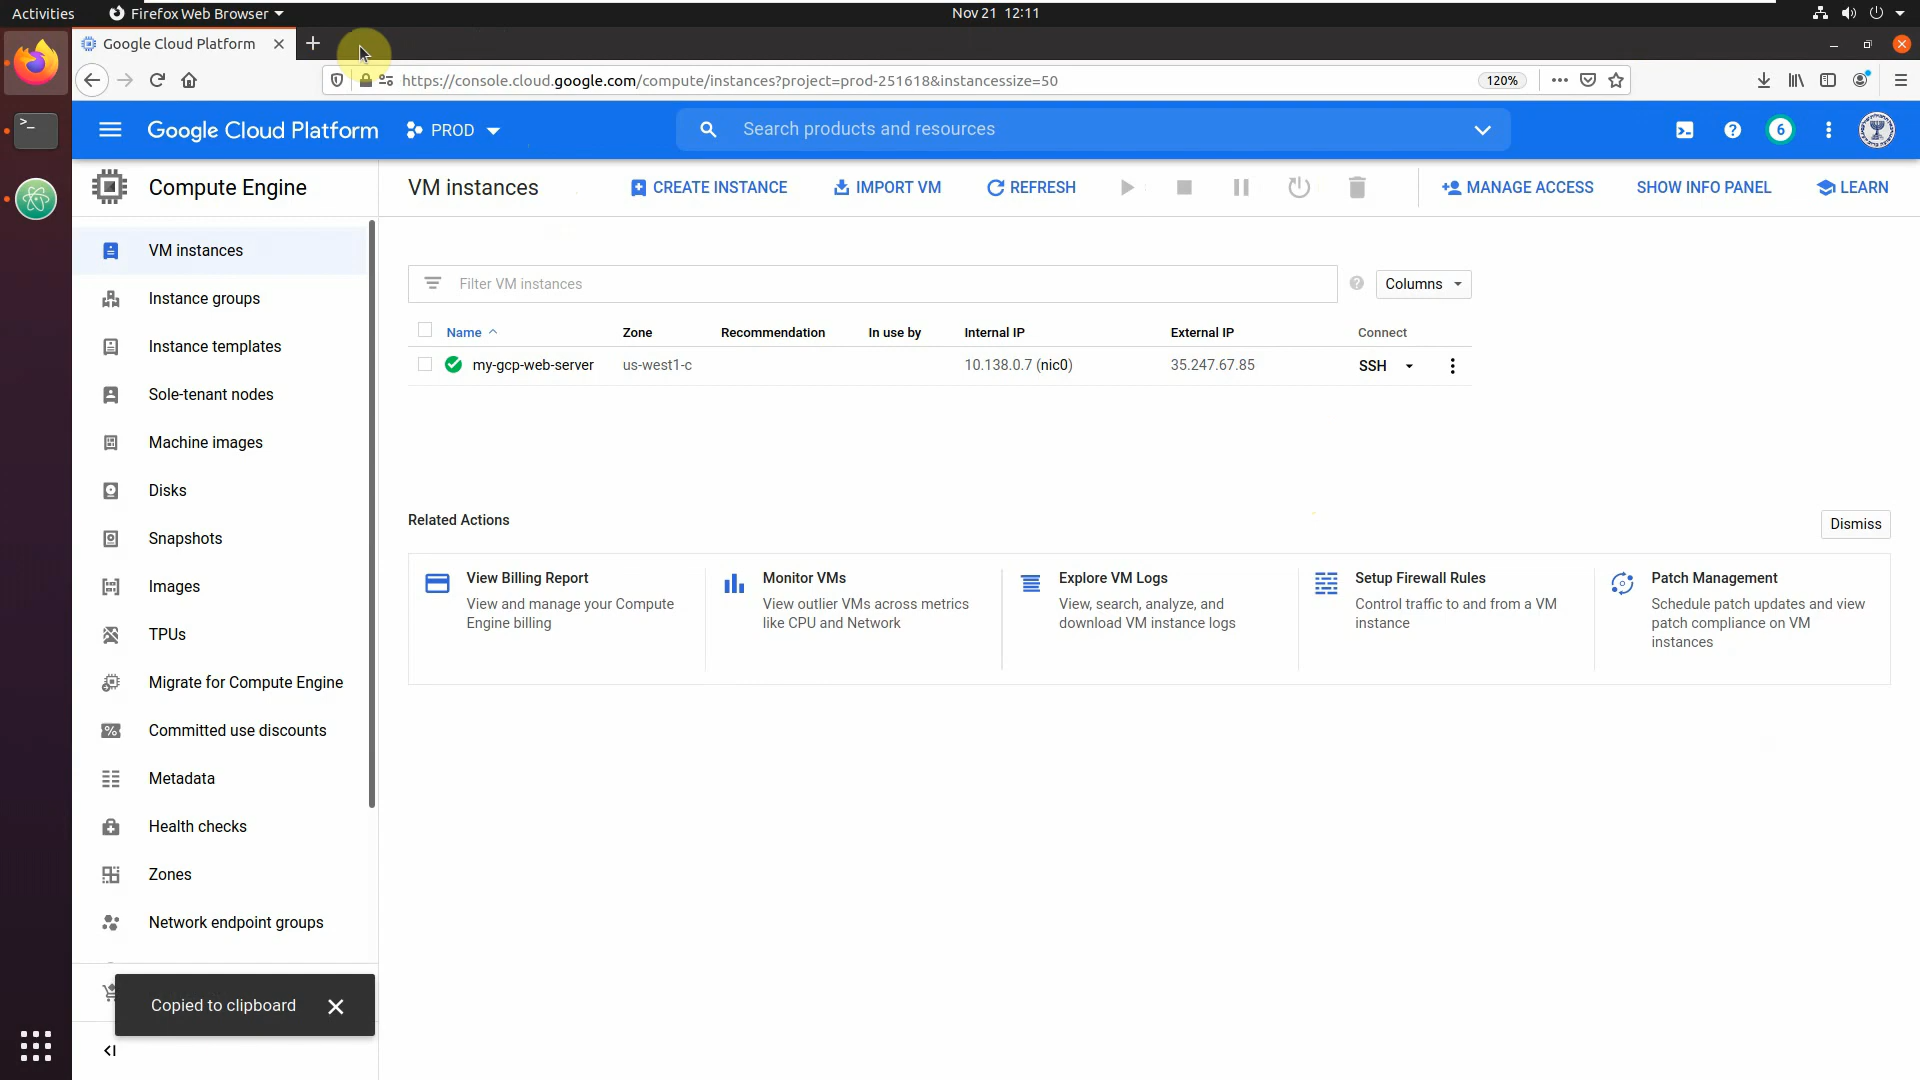 Activities
Firefox Web Browser
Nov 21 12:11
Google Cloud Platform
https://console.cloud.google.com/compute/instances?project=prod-251618&instancessize=50
120%
Google Cloud Platform
PROD
Search products and resources
6
Compute Engine
VM instances
CREATE INSTANCE
IMPORT VM
REFRESH
MANAGE ACCESS
SHOW INFO PANEL
LEARN
VM instances
Instance groups
Instance templates
Sole-tenant nodes
Machine images
Disks
Snapshots
Images
TPUs
Migrate for Compute Engine
Committed use discounts
Metadata
Health checks
Zones
Network endpoint groups
Copied to clipboard
Filter VM instances
Columns
Name Zone Recommendation In use by Internal IP External IP Connect
my-gcp-web-server us-west1-c 10.138.0.7 (nic0) 35.247.67.85 SSH
Related Actions
Dismiss
View Billing Report
View and manage your Compute
Engine billing
Monitor VMs
View outlier VMs across metrics
like CPU and Network
Explore VM Logs
View, search, analyze, and
download VM instance logs
Setup Firewall Rules
Control traffic to and from a VM
instance
Patch Management
Schedule patch updates and view
patch compliance on VM
instances